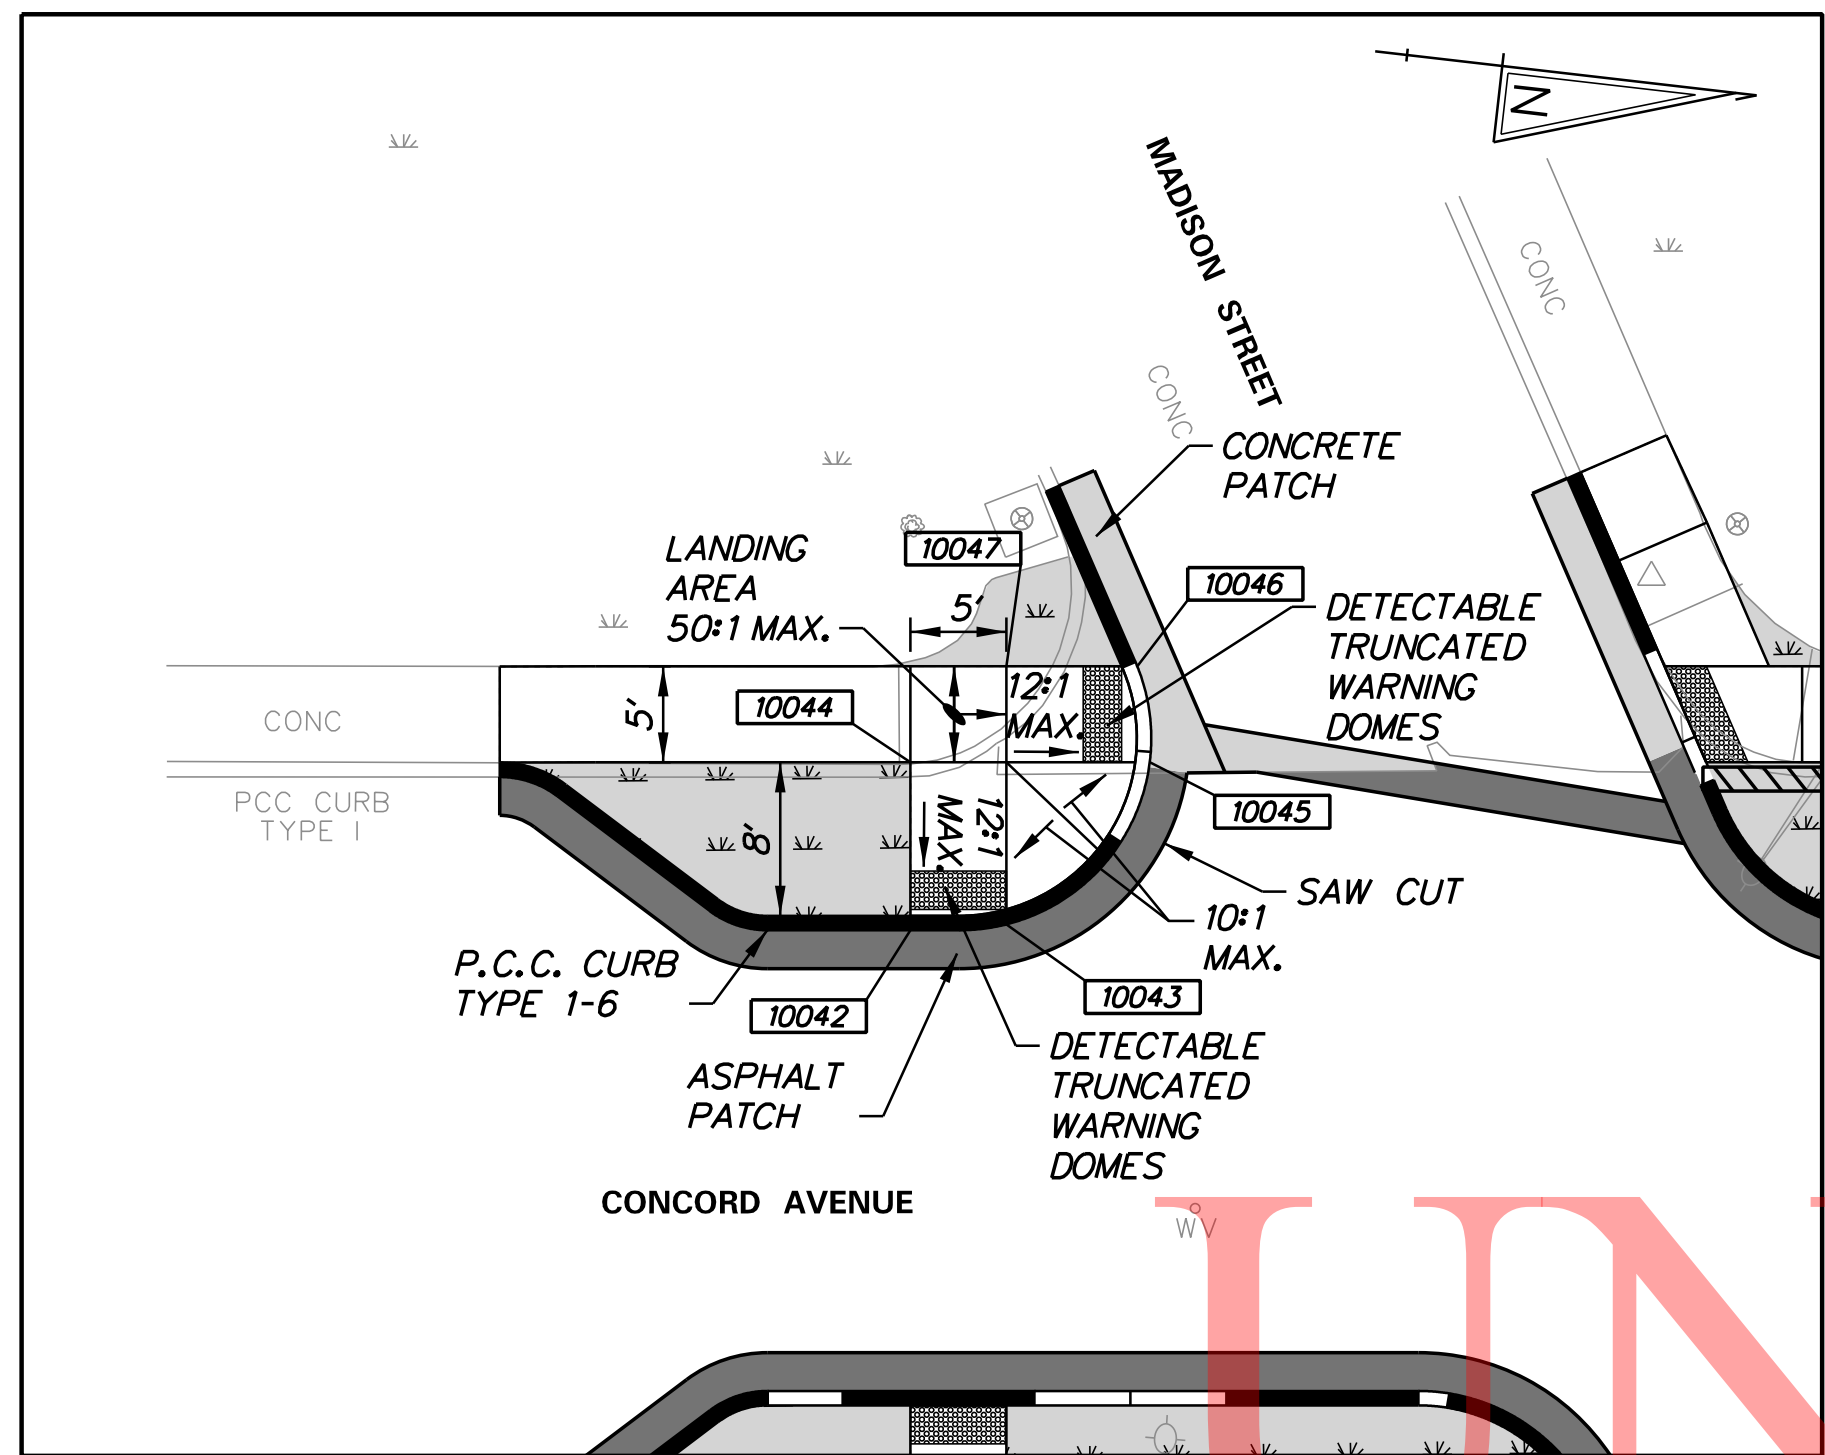 N
MADISON STREET
CONC
CONC
CONCRETE
PATCH
LANDING
AREA
50:1 MAX.
10047
5'
10046
DETECTABLE
TRUNCATED
WARNING
DOMES
12:1
MAX.
10044
5'
CONC
PCC CURB
TYPE I
8'
12:1
MAX.
10045
SAW CUT
10:1
MAX.
P.C.C. CURB
TYPE 1-6
10042
10043
ASPHALT
PATCH
DETECTABLE
TRUNCATED
WARNING
DOMES
CONCORD AVENUE
WV
UN